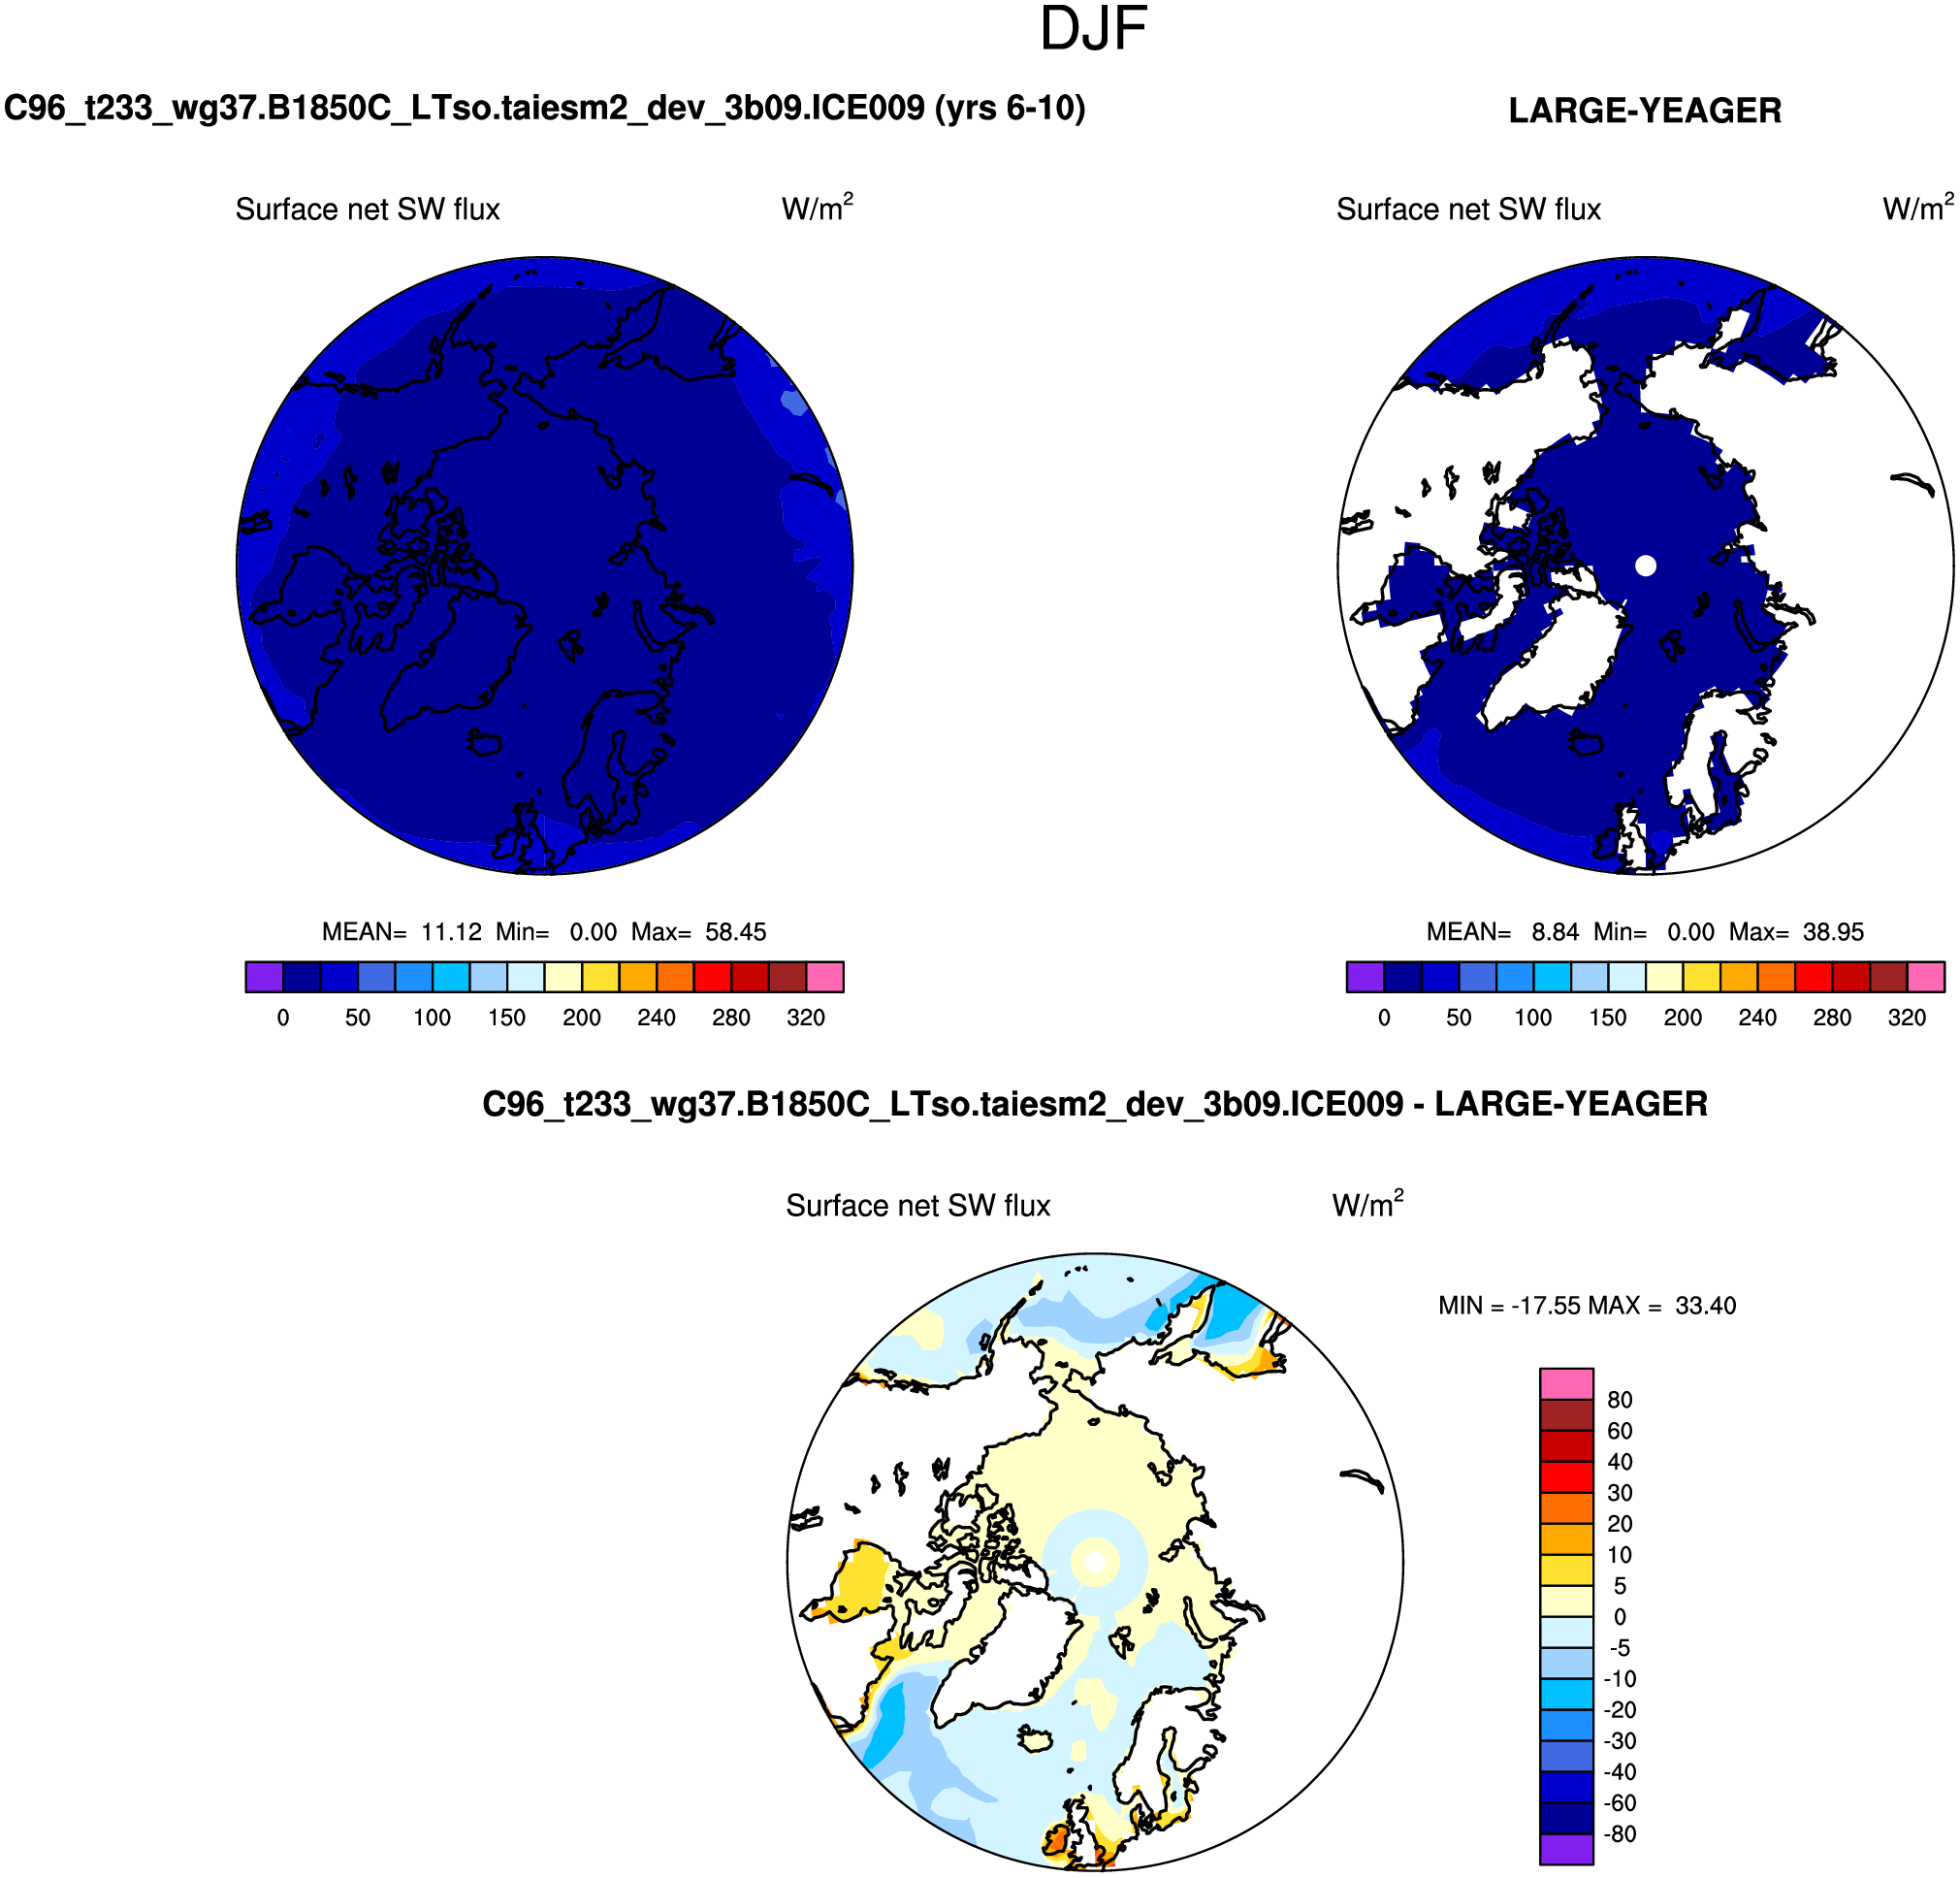 DJF
C96_t233_wg37.B1850C_LTso.taiesm2_dev_3b09.ICE009 (yrs 6-10)
LARGE-YEAGER
Surface net SW flux W/m²
Surface net SW flux W/m²
MEAN= 11.12 Min= 0.00 Max= 58.45
MEAN= 8.84 Min= 0.00 Max= 38.95
0 50 100 150 200 240 280 320
0 50 100 150 200 240 280 320
C96_t233_wg37.B1850C_LTso.taiesm2_dev_3b09.ICE009 - LARGE-YEAGER
Surface net SW flux W/m²
MIN = -17.55 MAX = 33.40
80
60
40
30
20
10
5
0
-5
-10
-20
-30
-40
-60
-80